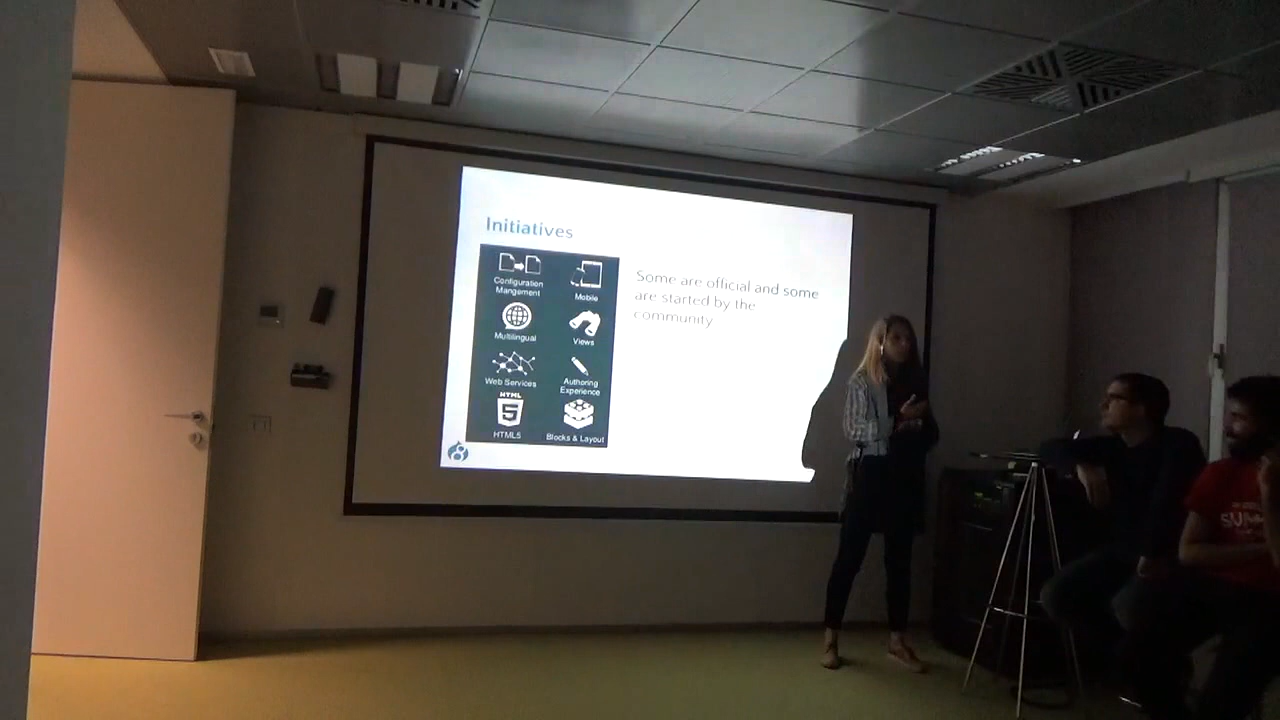 Initiatives
Configuration
Mangement
Mobile
Multilingual
Views
Web Services
Authoring
Experience
HTML
5
HTML5
Blocks & Layout
Some are official and some
are started by the
community